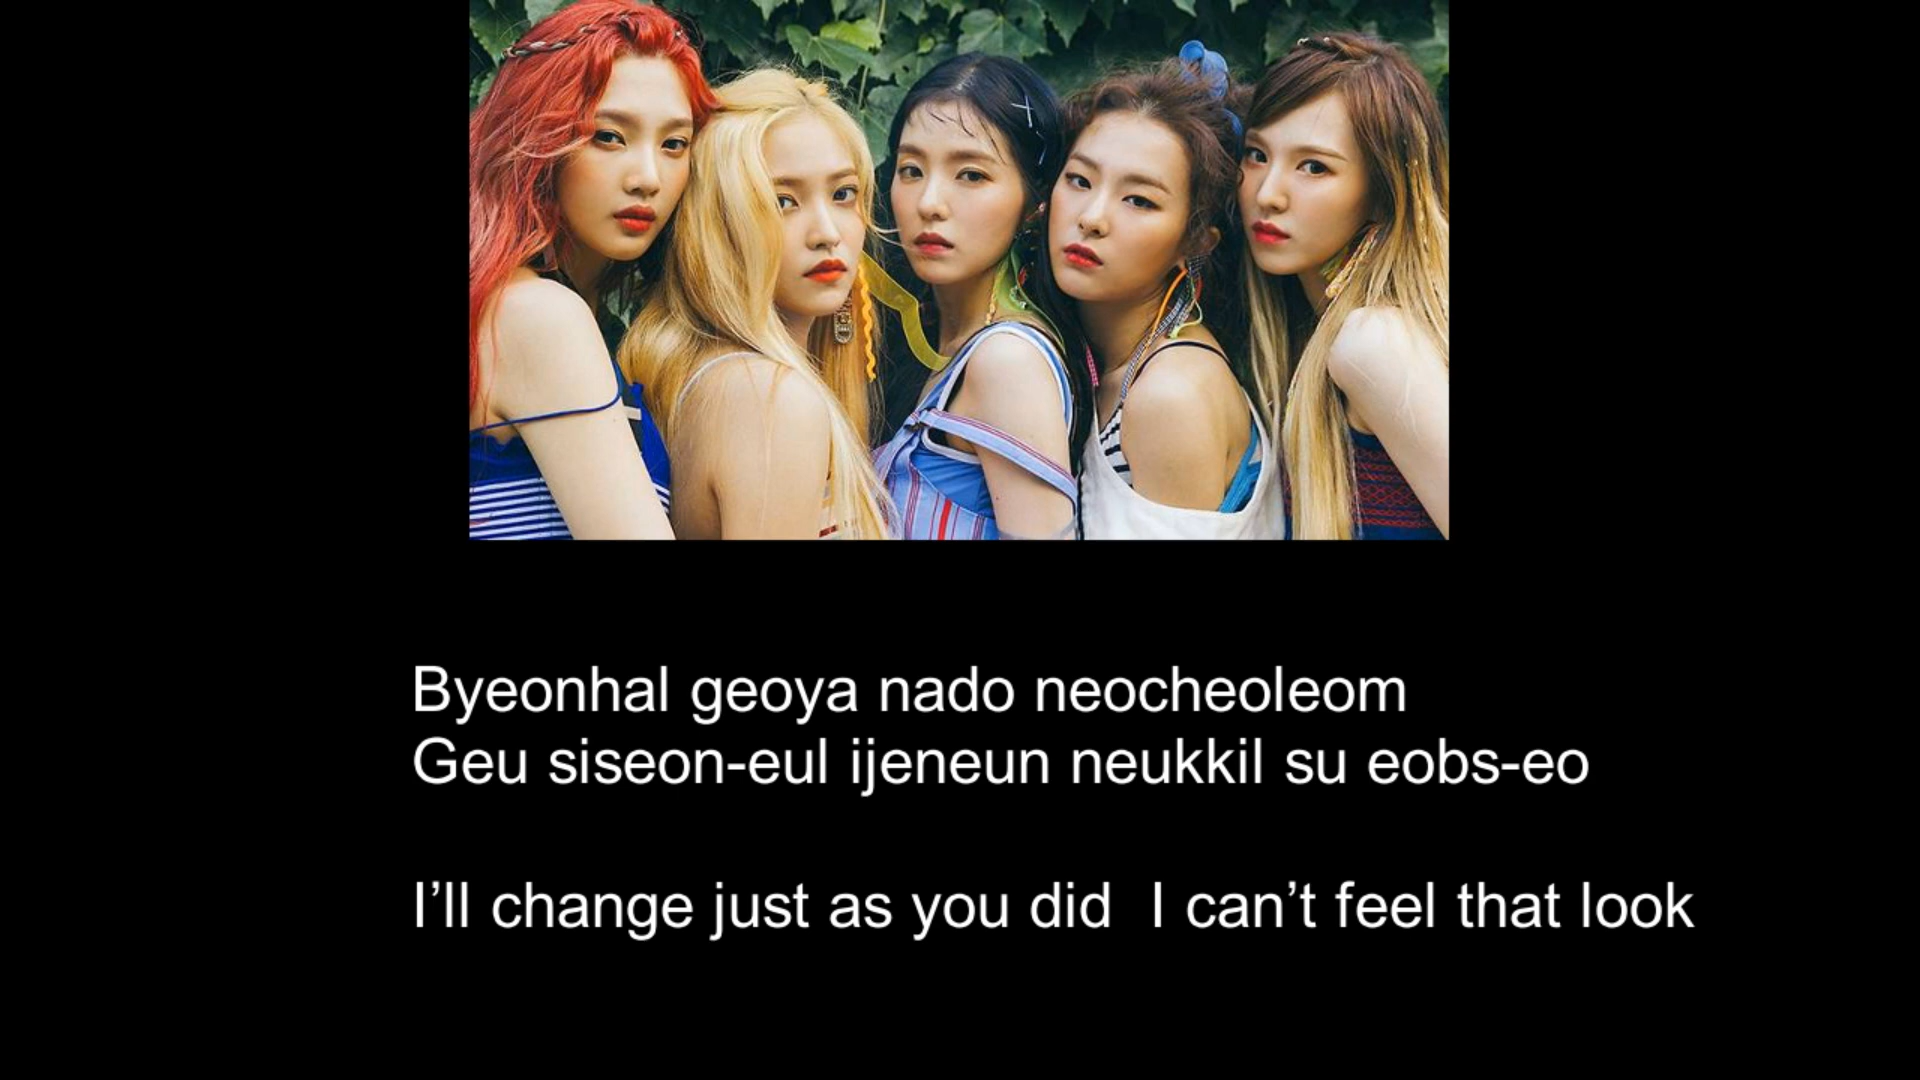 Byeonhal geoya nado neocheoleom
Geu siseon-eul ijeneun neukkil su eobs-eo
I’ll change just as you did  I can’t feel that look